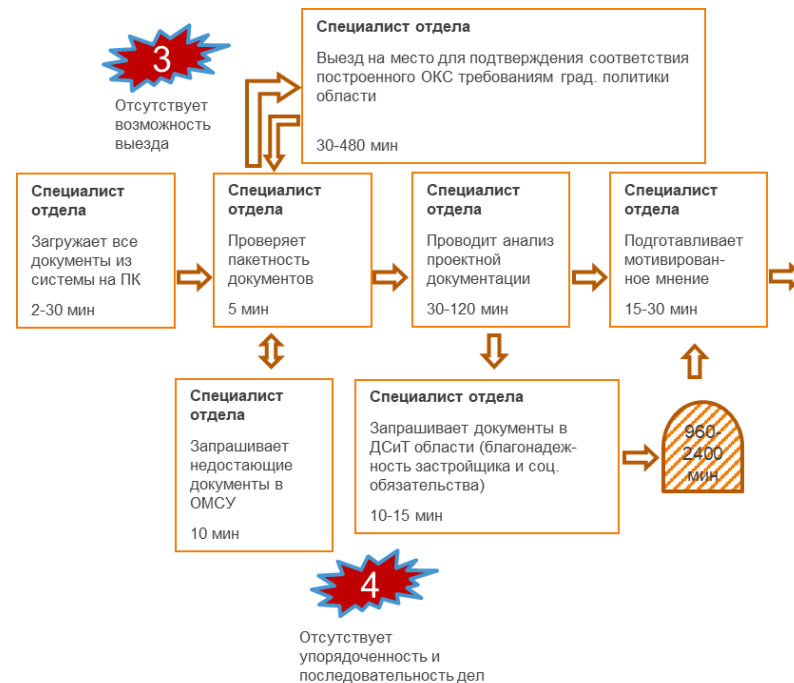 3
Отсутствует
возможность
выезда
Специалист отдела
Выезд на место для подтверждения соответствия
построенного ОКС требованиям град. политики
области
30-480 мин
Специалист
отдела
Загружает все
документы из
системы на ПК
2-30 мин
Специалист
отдела
Проверяет
пакетность
документов
5 мин
Специалист
отдела
Проводит анализ
проектной
документации
30-120 мин
Специалист
отдела
Подготавливает
мотивирован-
ное мнение
15-30 мин
Специалист
отдела
Запрашивает
недостающие
документы в
ОМСУ
10 мин
Специалист отдела
Запрашивает документы в
ДСиТ области (благонадеж-
ность застройщика и соц.
обязательства)
10-15 мин
960-
2400
мин
4
Отсутствует
упорядоченность и
последовательность дел